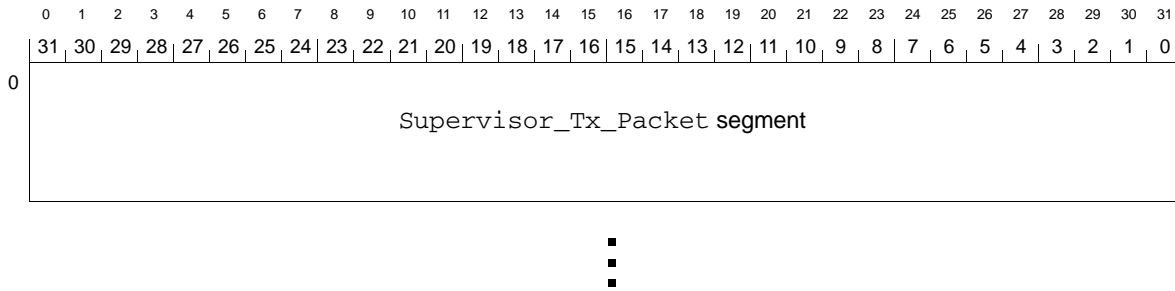 0 1 2 3 4 5 6 7 8 9 10 11 12 13 14 15 16 17 18 19 20 21 22 23 24 25 26 27 28 29 30 31
31 30 29 28 27 26 25 24 23 22 21 20 19 18 17 16 15 14 13 12 11 10 9 8 7 6 5 4 3 2 1 0
0
Supervisor_Tx_Packet segment